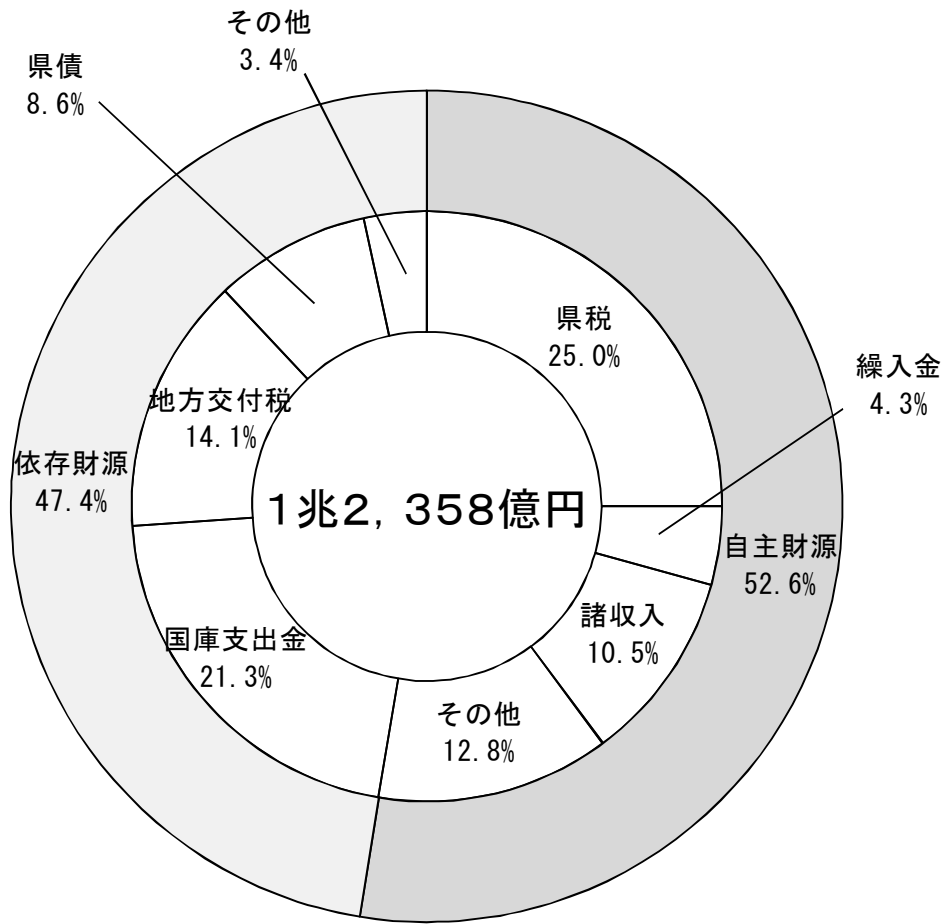 その他
3.4%
県債
8.6%
県税
25.0%
繰入金
4.3%
地方交付税
14.1%
依存財源
47.4%
1兆2,358億円
自主財源
52.6%
諸収入
10.5%
国庫支出金
21.3%
その他
12.8%